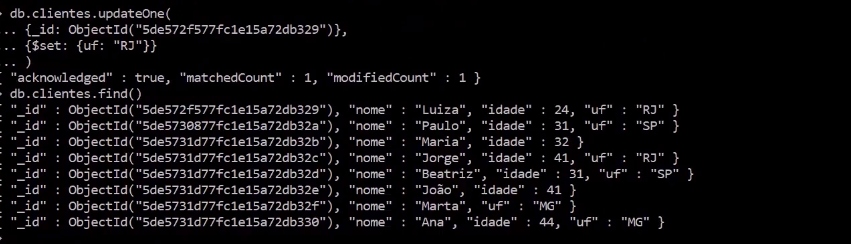 > db.clientes.updateOne(
... {_id: ObjectId("5de572f577fc1e15a72db329")},
... {$set: {uf: "RJ"}}
... )
{ "acknowledged" : true, "matchedCount" : 1, "modifiedCount" : 1 }
> db.clientes.find()
{ "_id" : ObjectId("5de572f577fc1e15a72db329"), "nome" : "Luiza", "idade" : 24, "uf" : "RJ" }
{ "_id" : ObjectId("5de5730877fc1e15a72db32a"), "nome" : "Paulo", "idade" : 31, "uf" : "SP" }
{ "_id" : ObjectId("5de5731d77fc1e15a72db32b"), "nome" : "Maria", "idade" : 32 }
{ "_id" : ObjectId("5de5731d77fc1e15a72db32c"), "nome" : "Jorge", "idade" : 41, "uf" : "RJ" }
{ "_id" : ObjectId("5de5731d77fc1e15a72db32d"), "nome" : "Beatriz", "idade" : 31, "uf" : "SP" }
{ "_id" : ObjectId("5de5731d77fc1e15a72db32e"), "nome" : "João", "idade" : 41 }
{ "_id" : ObjectId("5de5731d77fc1e15a72db32f"), "nome" : "Marta", "uf" : "MG" }
{ "_id" : ObjectId("5de5731d77fc1e15a72db330"), "nome" : "Ana", "idade" : 44, "uf" : "MG" }